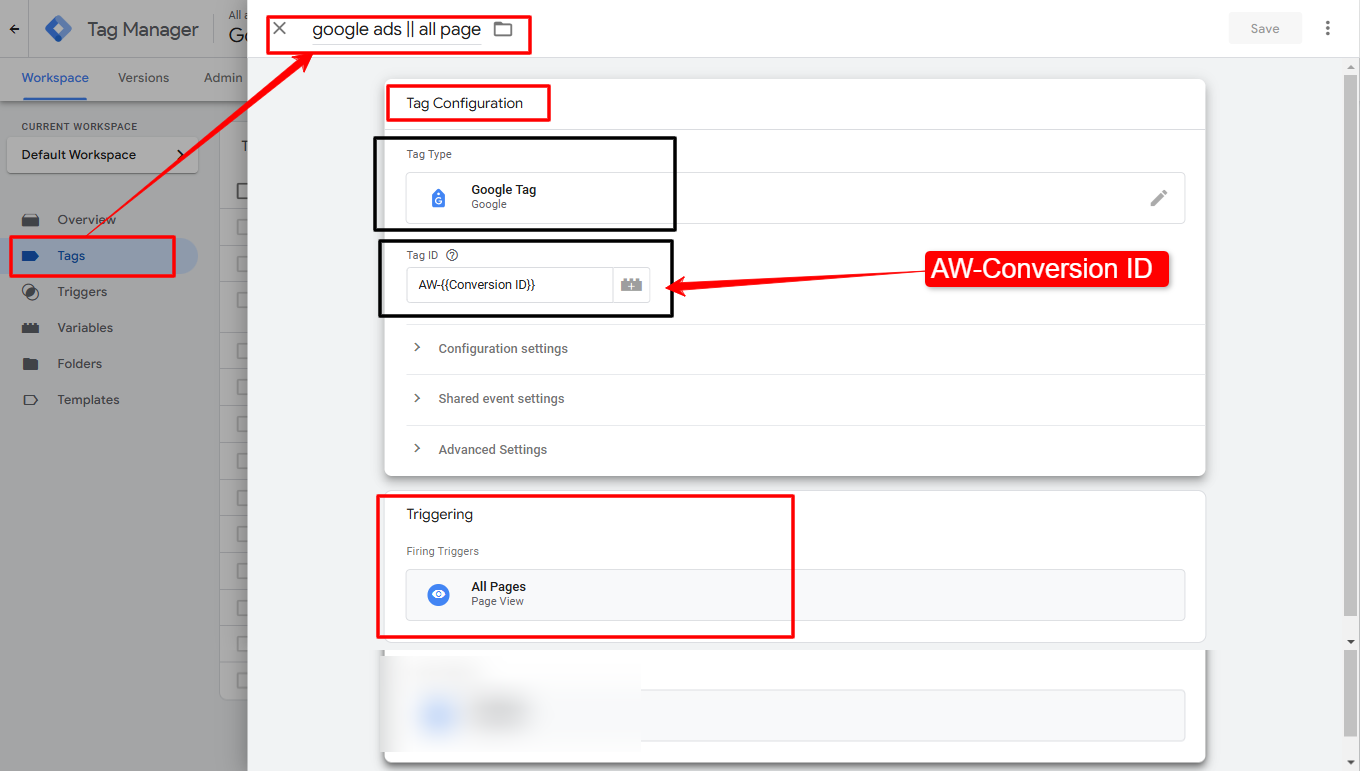 Tag Manager
All a
Go
google ads || all page
Save
Workspace
Versions
Admin
CURRENT WORKSPACE
Default Workspace
Overview
Tags
Triggers
Variables
Folders
Templates
T
Tag Configuration
Tag Type
Google Tag
Google
Tag ID
AW-{{Conversion ID}}
AW-Conversion ID
Configuration settings
Shared event settings
Advanced Settings
Triggering
Firing Triggers
All Pages
Page View